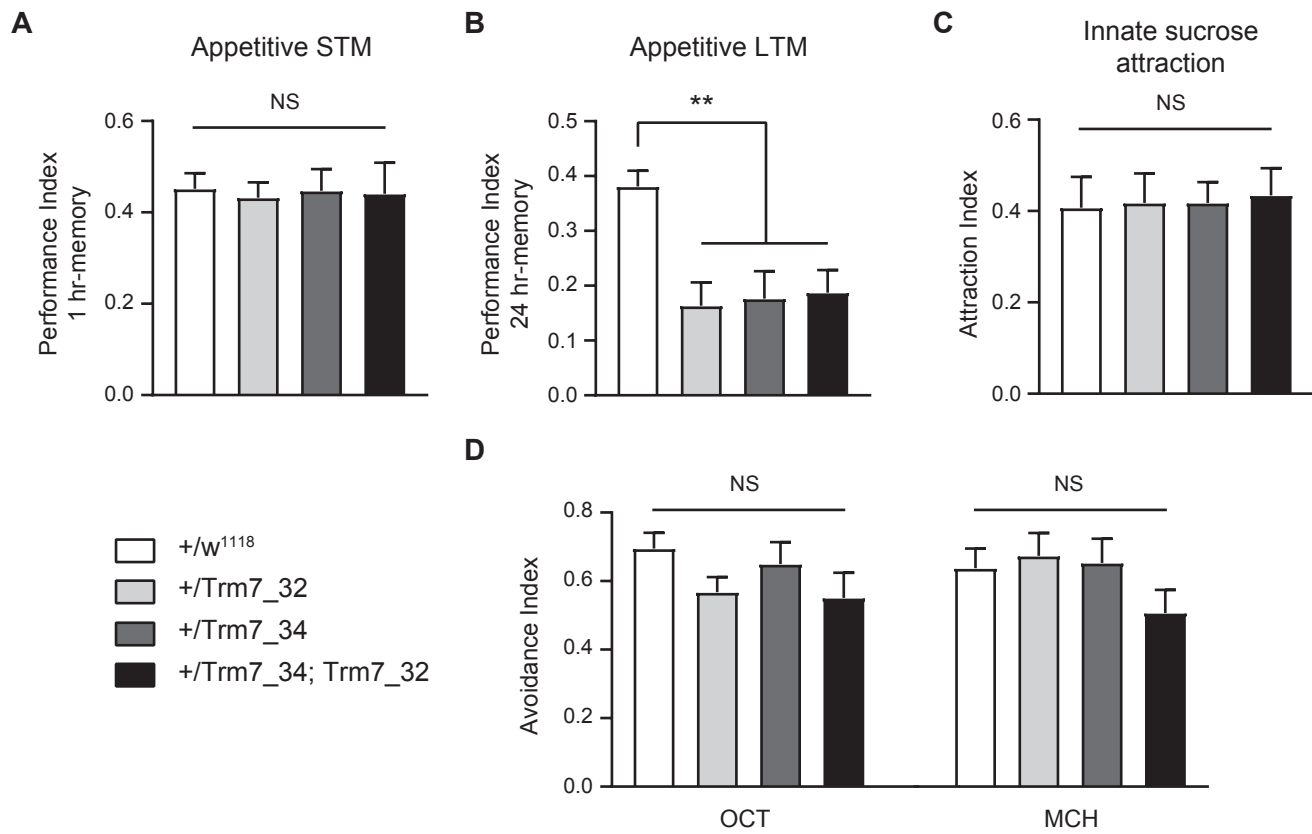 A
Appetitive STM
NS
Performance Index
1 hr-memory
0.6
0.4
0.2
0.0
B
Appetitive LTM
**
Performance Index
24 hr-memory
0.5
0.4
0.3
0.2
0.1
0.0
C
Innate sucrose
attraction
NS
Attraction Index
0.6
0.4
0.2
0.0
+/w¹¹¹⁸
+/Trm7_32
+/Trm7_34
+/Trm7_34; Trm7_32
D
NS
NS
Avoidance Index
0.8
0.6
0.4
0.2
0.0
OCT
MCH